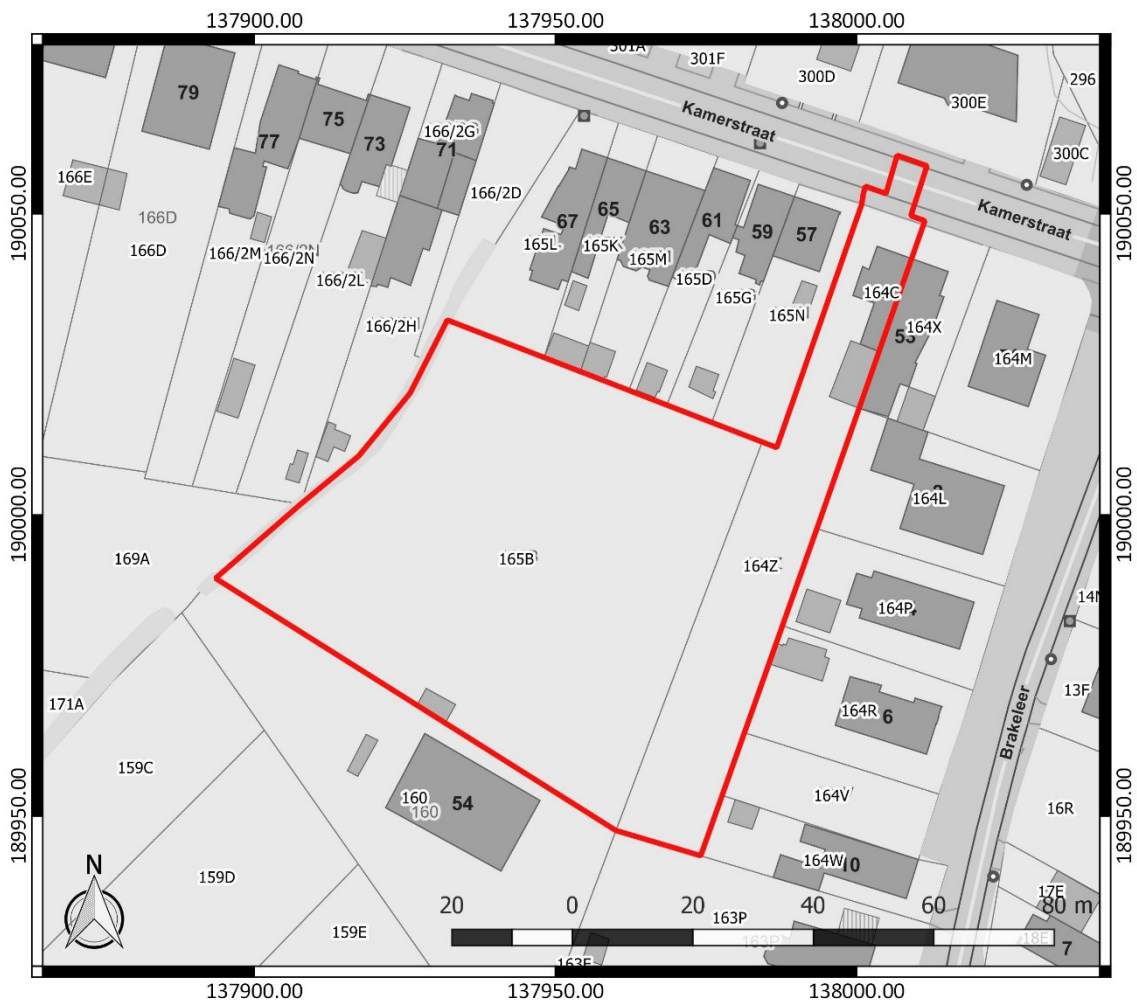 137900.00 137950.00 138000.00
301A
301F
300D
296
300E
300C
Kamerstraat
Kamerstraat
79
77
75
73
166/2G
71
166/2D
166E
166D
166D
166/2M
166/2N
166/2L
166/2H
67
65
63
61
59
57
165L
165K
165M
165D
165G
165N
164C
164X
53
164M
190050.00
190050.00
164L
190000.00
190000.00
169A
165B
164Z
164P
14N
171A
164R
6
13F
Brakeleer
159C
164V
16R
160
160
54
189950.00
189950.00
164W
10
159D
17E
N
159E
163P
163P
163F
18E
7
20 0 20 40 60 80 m
137900.00 137950.00 138000.00